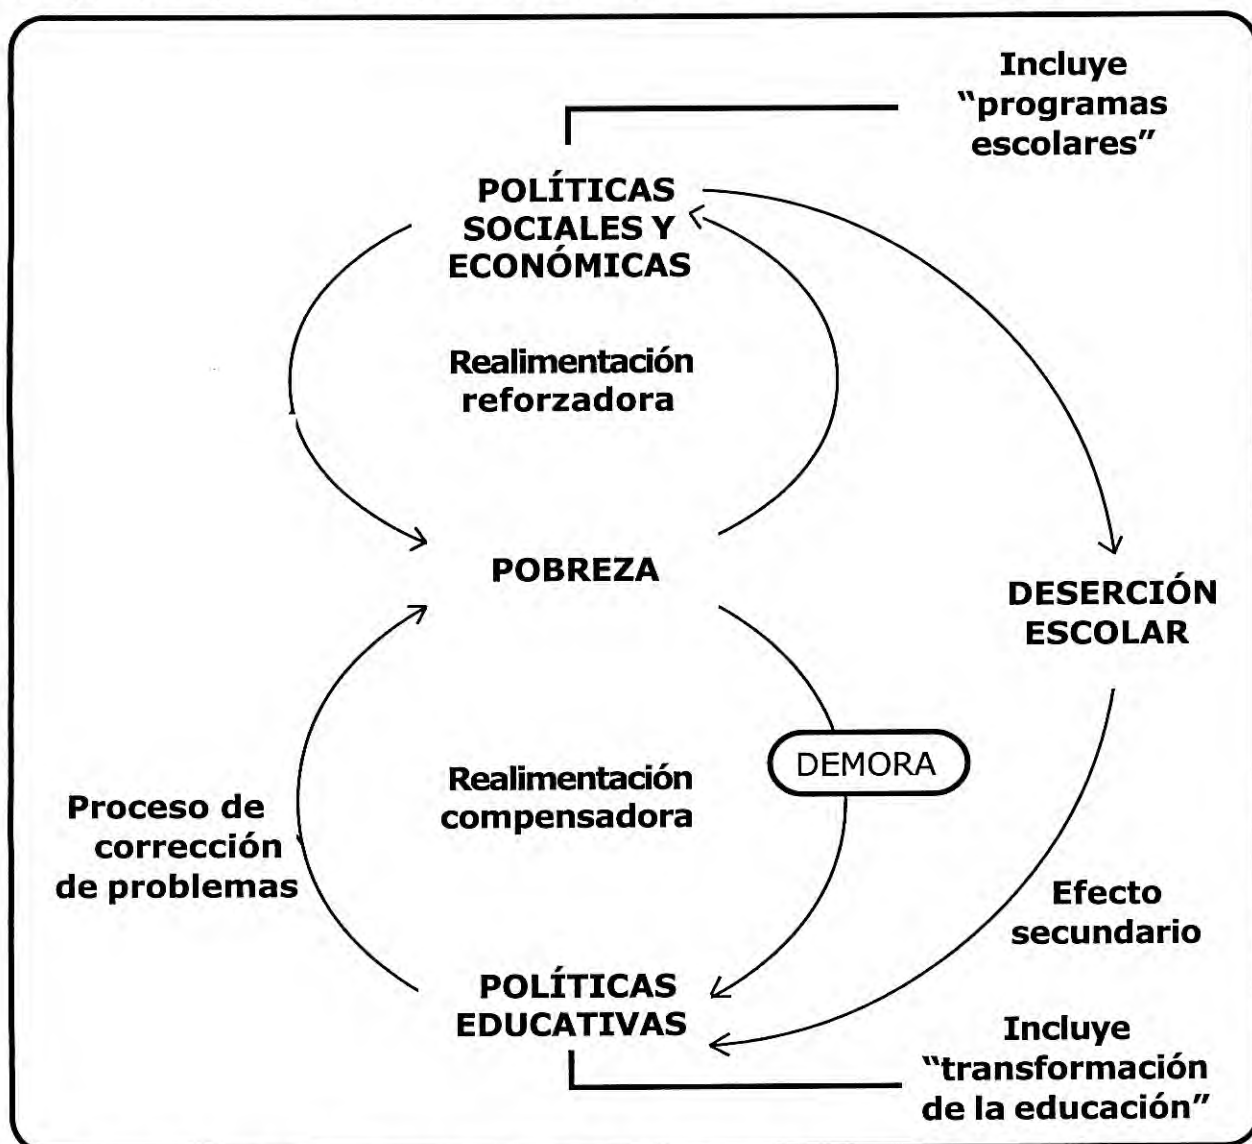 Incluye
“programas
escolares”
POLÍTICAS
SOCIALES Y
ECONÓMICAS
Realimentación
reforzadora
POBREZA
DESERCIÓN
ESCOLAR
DEMORA
Realimentación
compensadora
Proceso de
corrección
de problemas
Efecto
secundario
POLÍTICAS
EDUCATIVAS
Incluye
“transformación
de la educación”